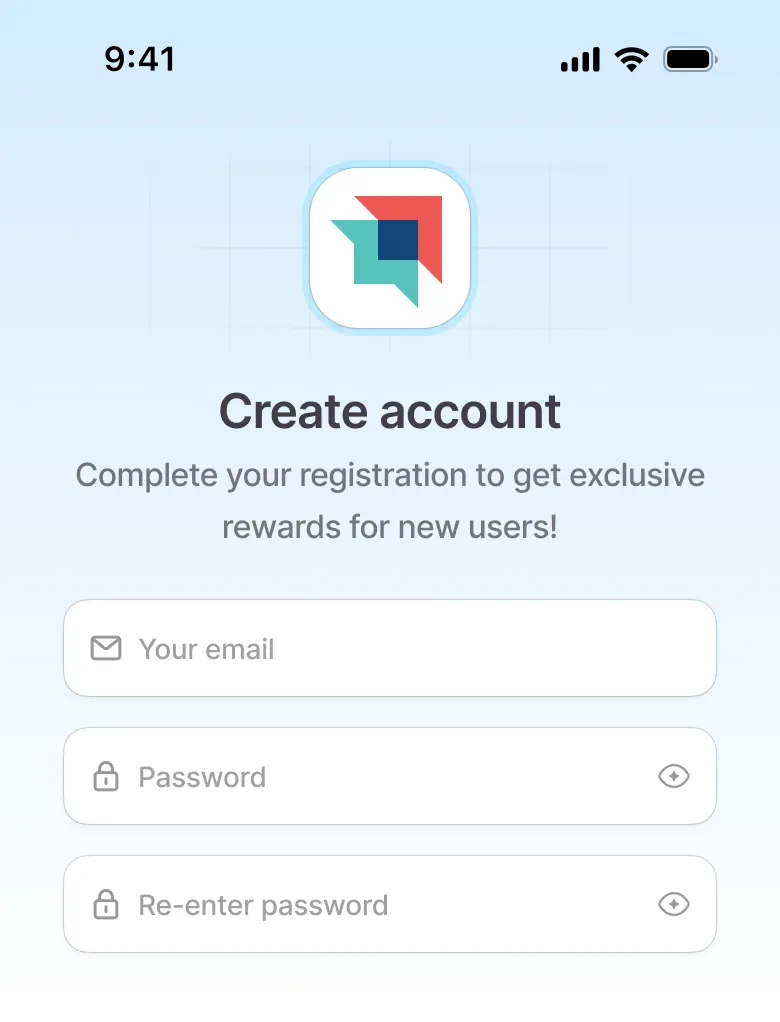 9:41
Create account
Complete your registration to get exclusive
rewards for new users!
Your email
Password
Re-enter password